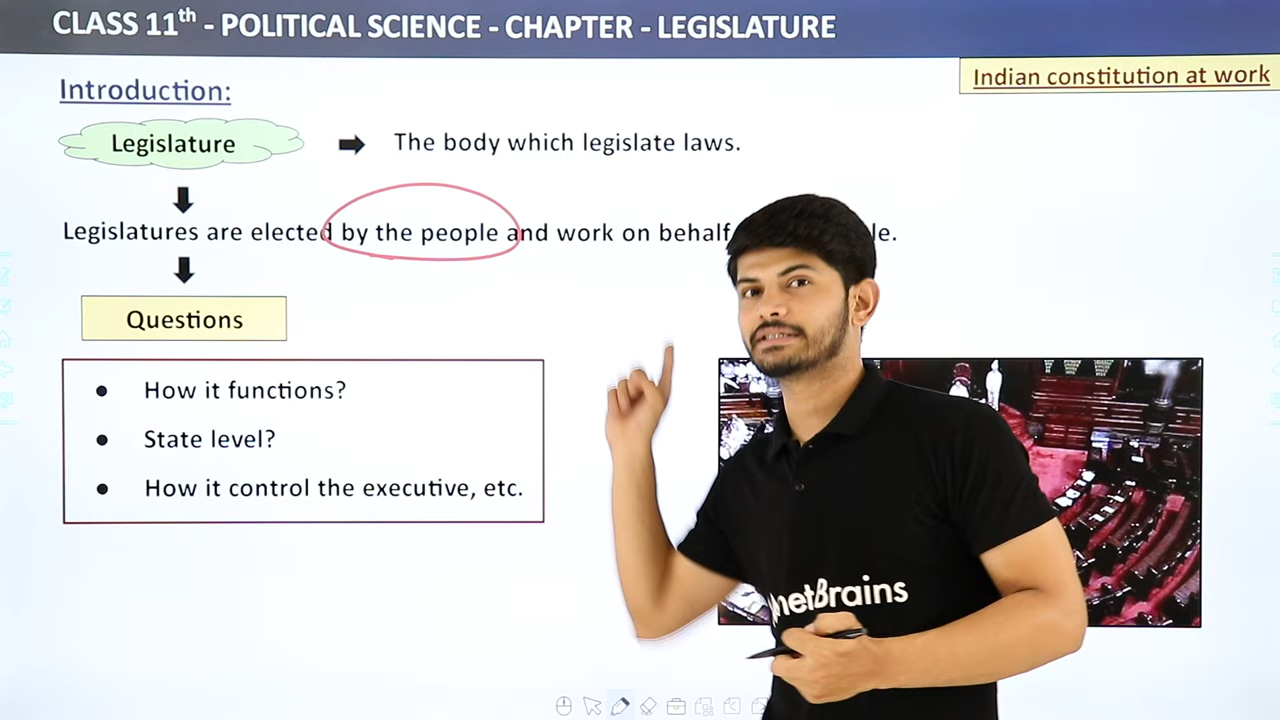 CLASS 11th - POLITICAL SCIENCE - CHAPTER - LEGISLATURE
Indian constitution at work
Introduction:
Legislature
The body which legislate laws.
Legislatures are elected by the people and work on behalf
Questions
• How it functions?
• State level?
• How it control the executive, etc.